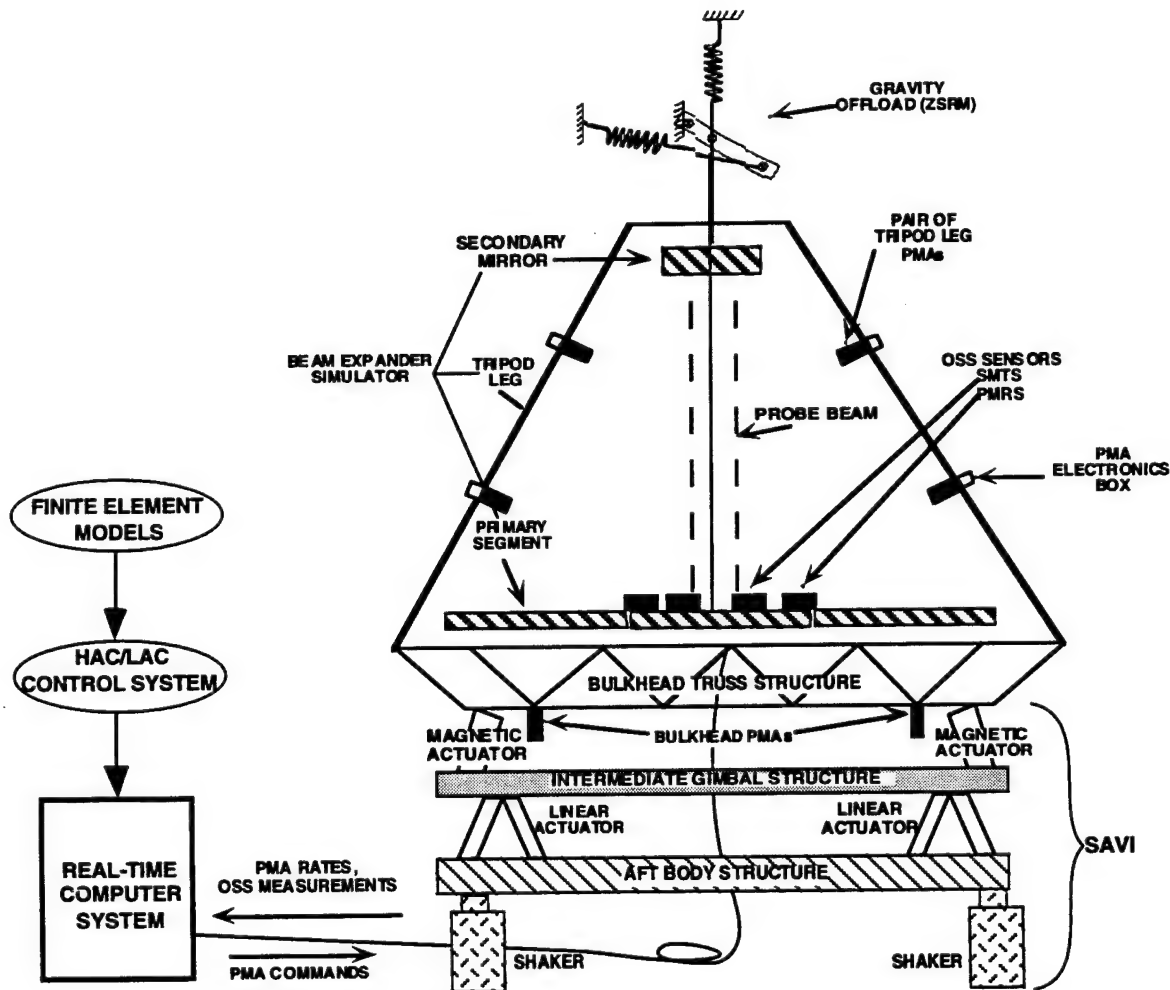 GRAVITY
OFFLOAD (ZSRM)
SECONDARY
MIRROR
PAIR OF
TRIPOD LEG
PMAs
BEAM EXPANDER
SIMULATOR
TRIPOD
LEG
OSS SENSORS
SMTS
PMRS
PROBE BEAM
PMA
ELECTRONICS
BOX
FINITE ELEMENT
MODELS
PRIMARY
SEGMENT
HAC/LAC
CONTROL SYSTEM
BULKHEAD TRUSS STRUCTURE
MAGNETIC
ACTUATOR
BULKHEAD PMAs
MAGNETIC
ACTUATOR
INTERMEDIATE GIMBAL STRUCTURE
LINEAR
ACTUATOR
LINEAR
ACTUATOR
SAVI
REAL-TIME
COMPUTER
SYSTEM
PMA RATES,
OSS MEASUREMENTS
AFT BODY STRUCTURE
PMA COMMANDS
SHAKER
SHAKER